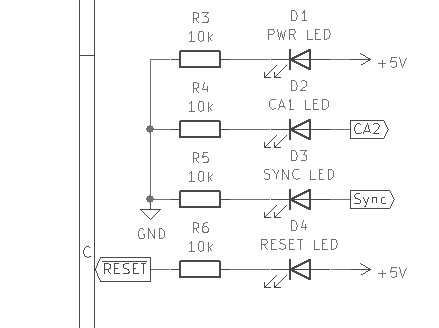 R3
10k
D1
PWR LED
+5V
R4
10k
D2
CA1 LED
CA2
R5
10k
D3
SYNC LED
Sync
GND
R6
10k
D4
RESET LED
C
RESET
+5V